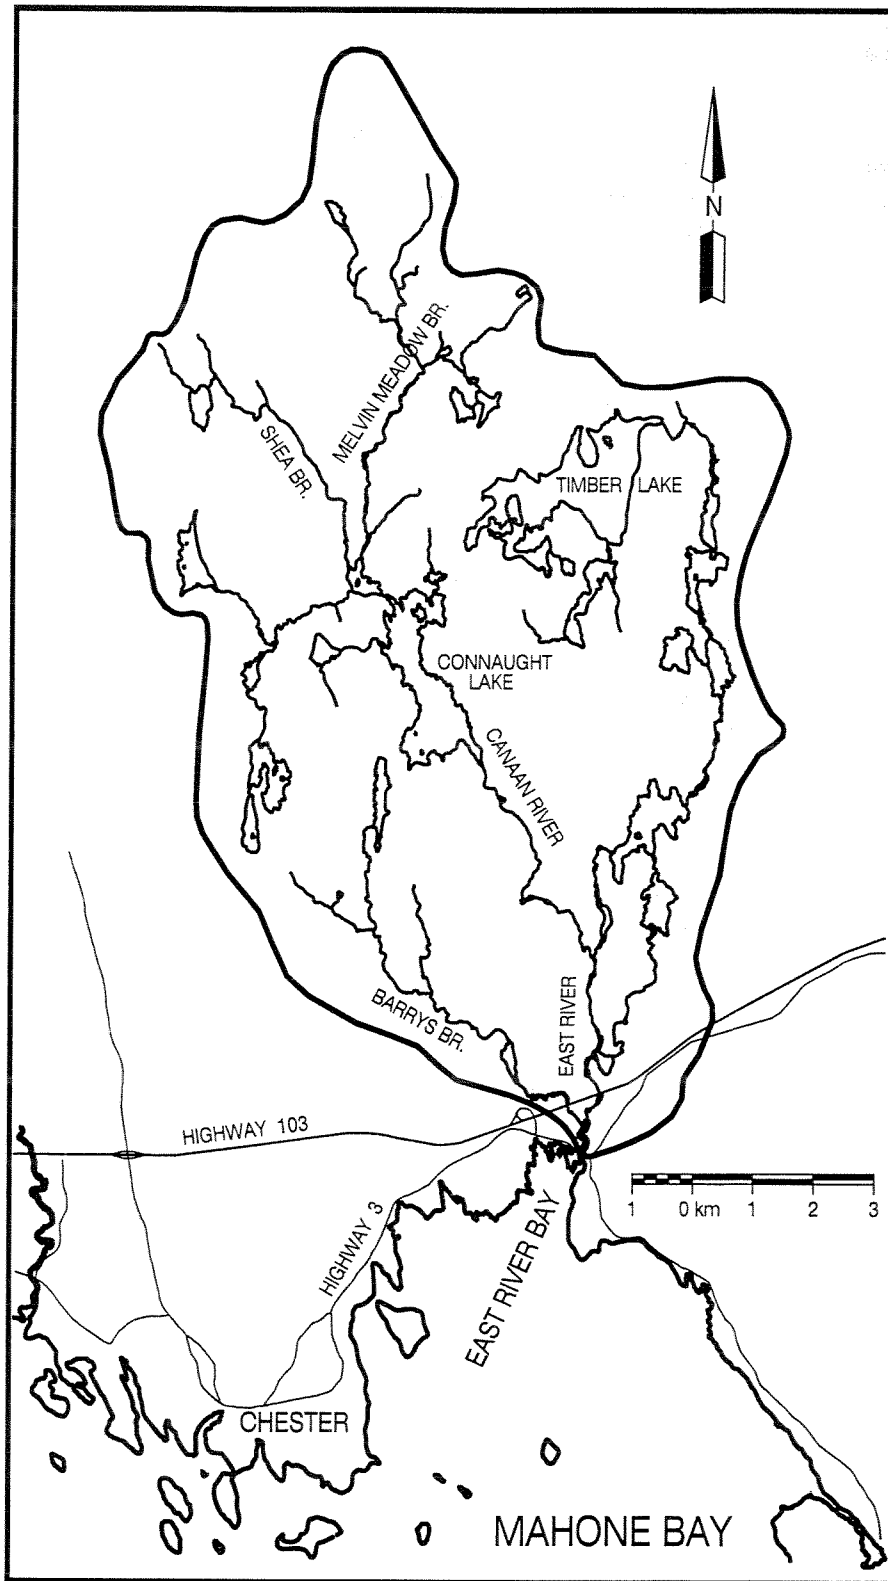 N
MELVIN MEADOW BR.
SHEA BR.
TIMBER LAKE
CONNAUGHT
LAKE
CANAAN RIVER
EAST RIVER
BARRYS BR.
HIGHWAY 103
1 0 km 1 2 3
HIGHWAY 3
EAST RIVER BAY
CHESTER
MAHONE BAY